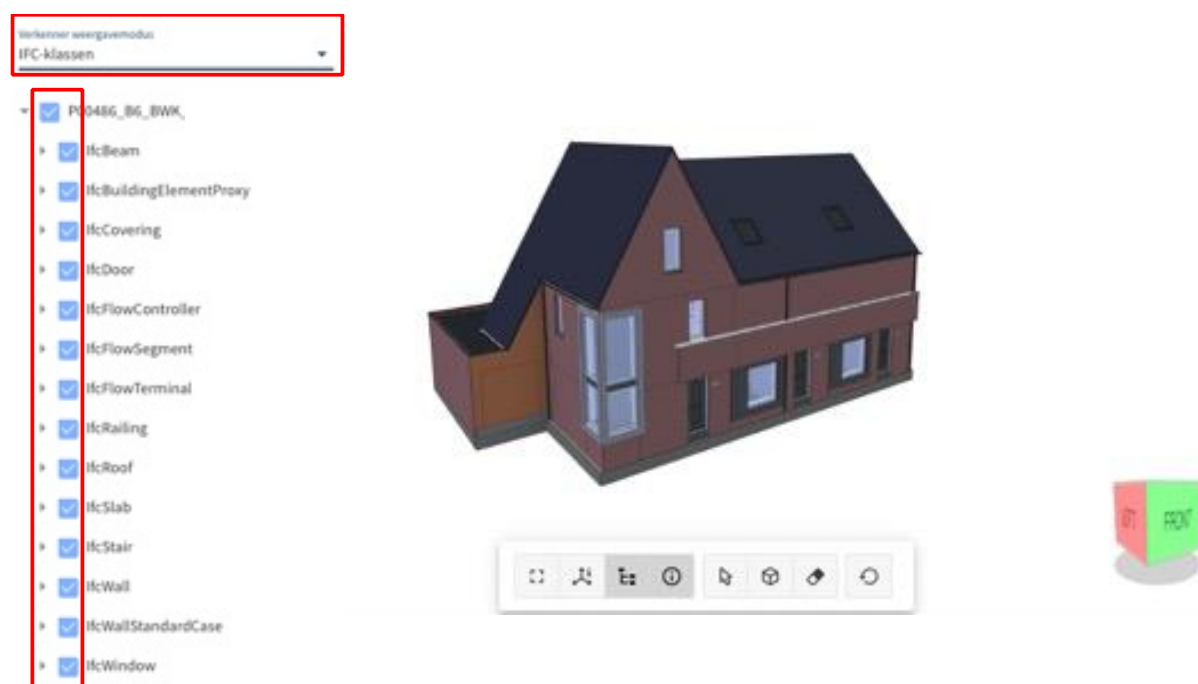 Verkenner weergavemodus
IFC-klassen
P00486_B6_BWK_
IfcBeam
IfcBuildingElementProxy
IfcCovering
IfcDoor
IfcFlowController
IfcFlowSegment
IfcFlowTerminal
IfcRailing
IfcRoof
IfcSlab
IfcStair
IfcWall
IfcWallStandardCase
IfcWindow
FRONT